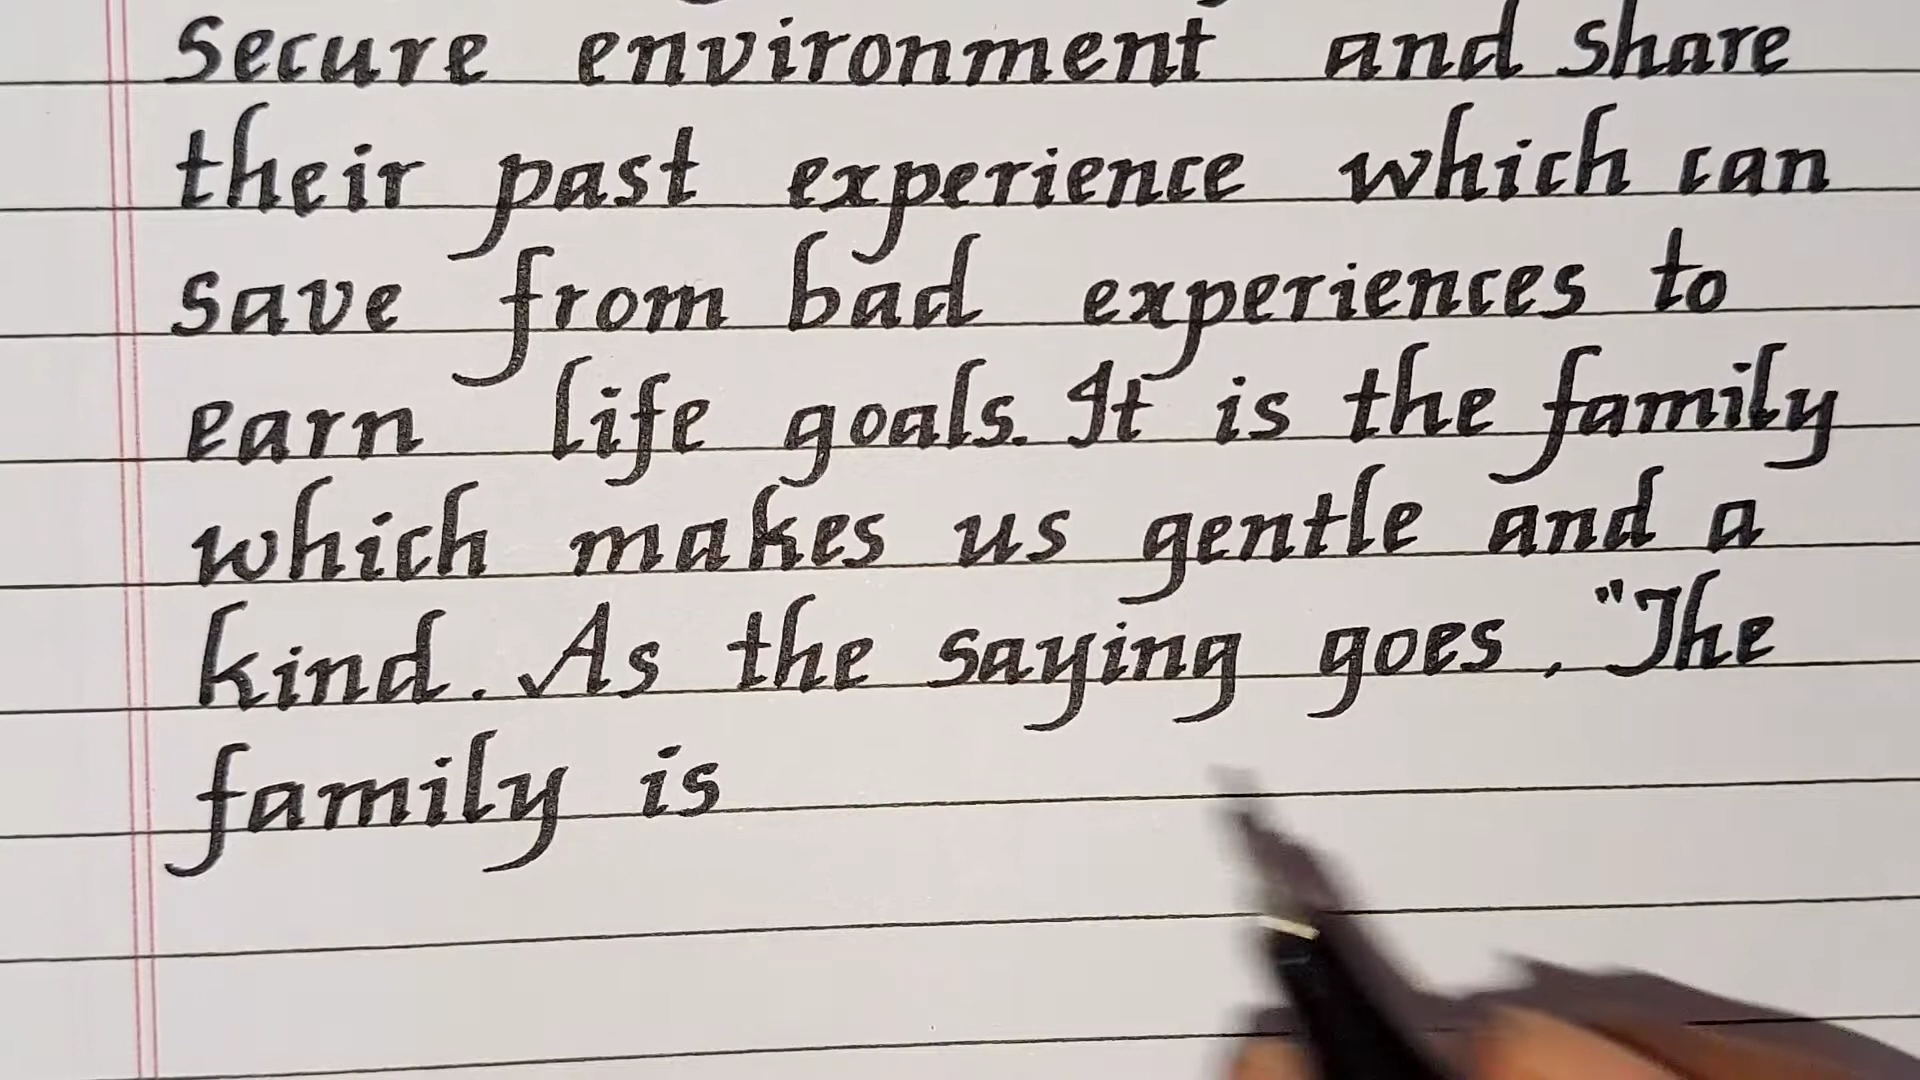 Secure environment and share
their past experience which can
save from bad experiences to
earn life goals. It is the family
which makes us gentle and a
kind. As the saying goes, "The
family is